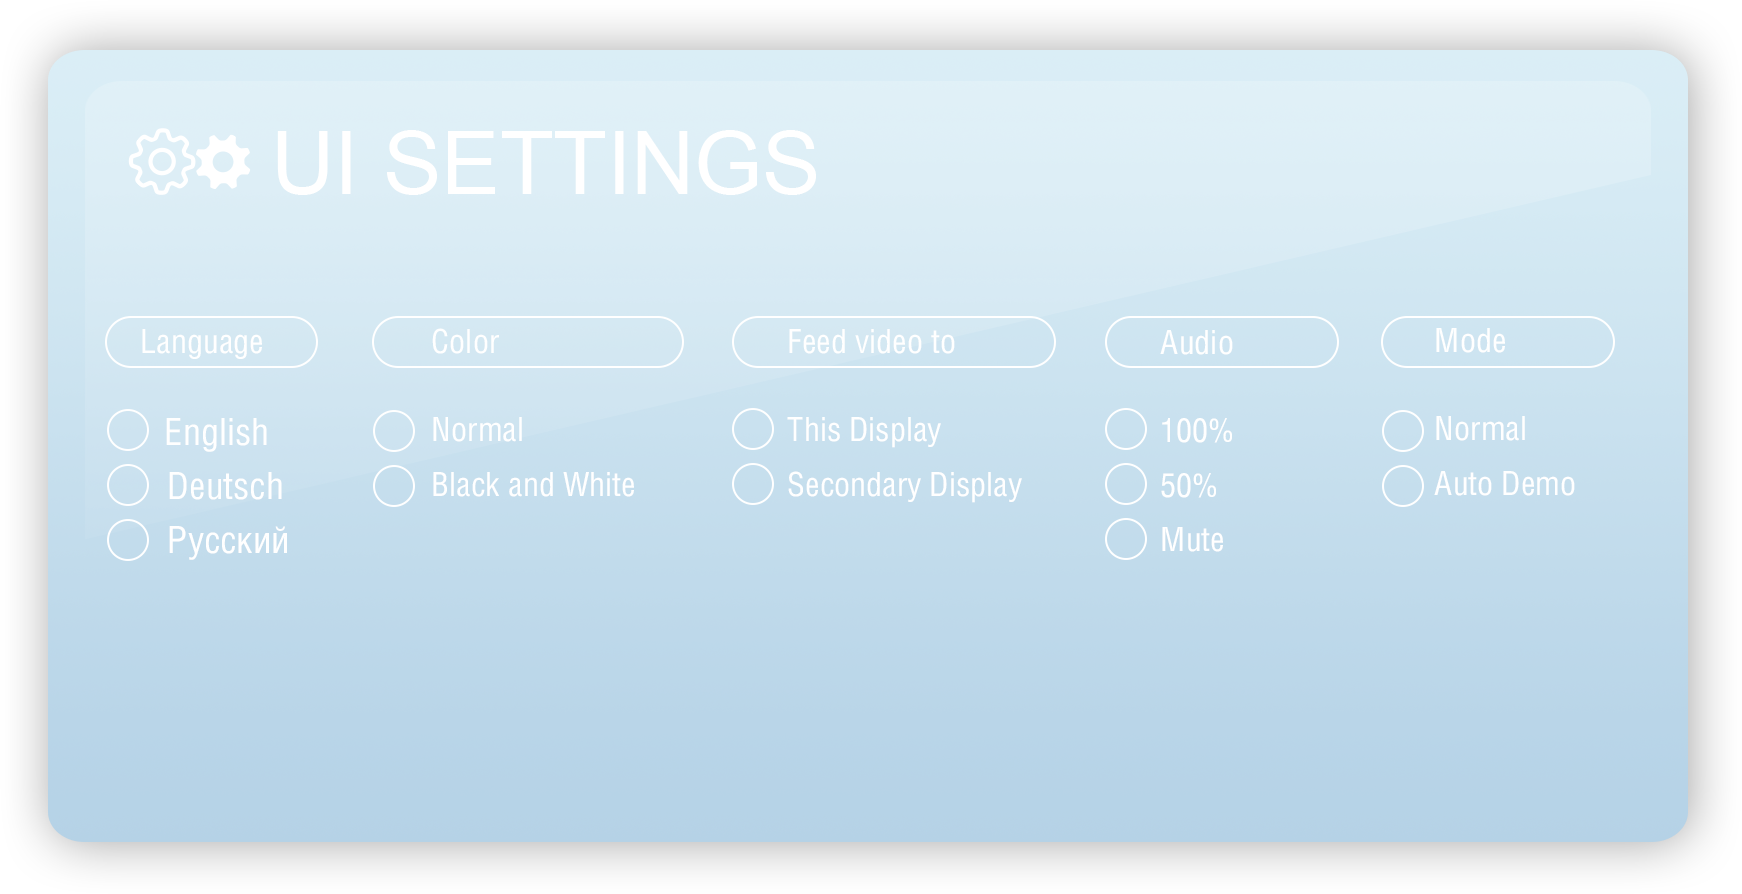 UI SETTINGS
Language
English
Deutsch
Русский
Color
Normal
Black and White
Feed video to
This Display
Secondary Display
Audio
100%
50%
Mute
Mode
Normal
Auto Demo